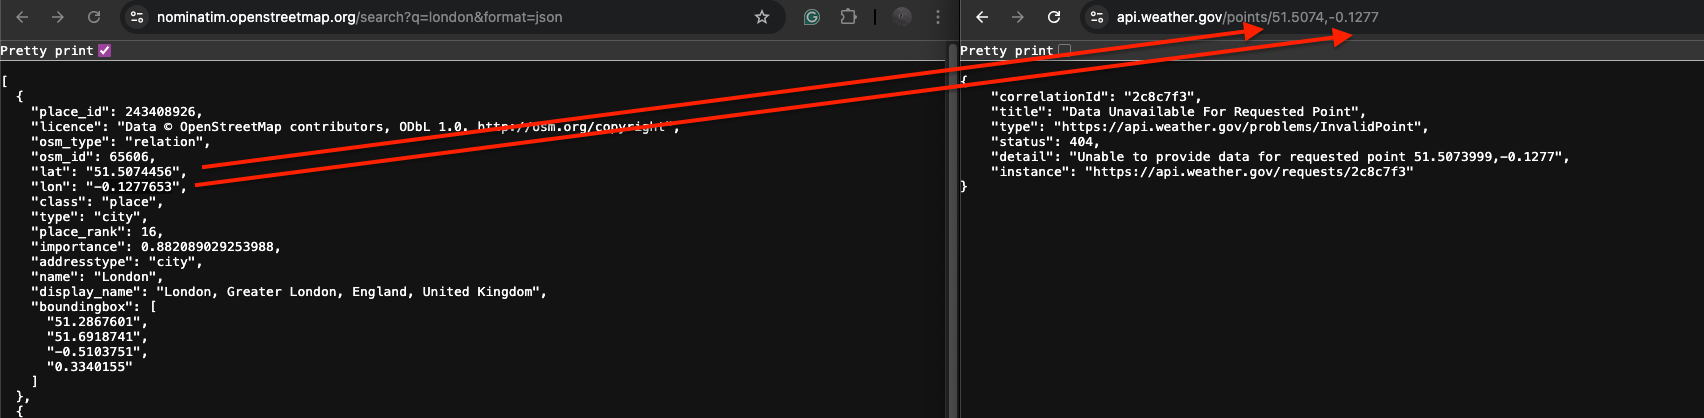 nominatim.openstreetmap.org/search?q=london&format=json
Pretty print
[
{
"place_id": 243408926,
"licence": "Data © OpenStreetMap contributors, ODbL 1.0. http://osm.org/copyright",
"osm_type": "relation",
"osm_id": 65606,
"lat": "51.5074456",
"lon": "-0.1277653",
"class": "place",
"type": "city",
"place_rank": 16,
"importance": 0.882089029253988,
"addresstype": "city",
"name": "London",
"display_name": "London, Greater London, England, United Kingdom",
"boundingbox": [
"51.2867601",
"51.6918741",
"-0.5103751",
"0.3340155"
]
},
{
api.weather.gov/points/51.5074,-0.1277
Pretty print
{
"correlationId": "2c8c7f3",
"title": "Data Unavailable For Requested Point",
"type": "https://api.weather.gov/problems/InvalidPoint",
"status": 404,
"detail": "Unable to provide data for requested point 51.5073999,-0.1277",
"instance": "https://api.weather.gov/requests/2c8c7f3"
}